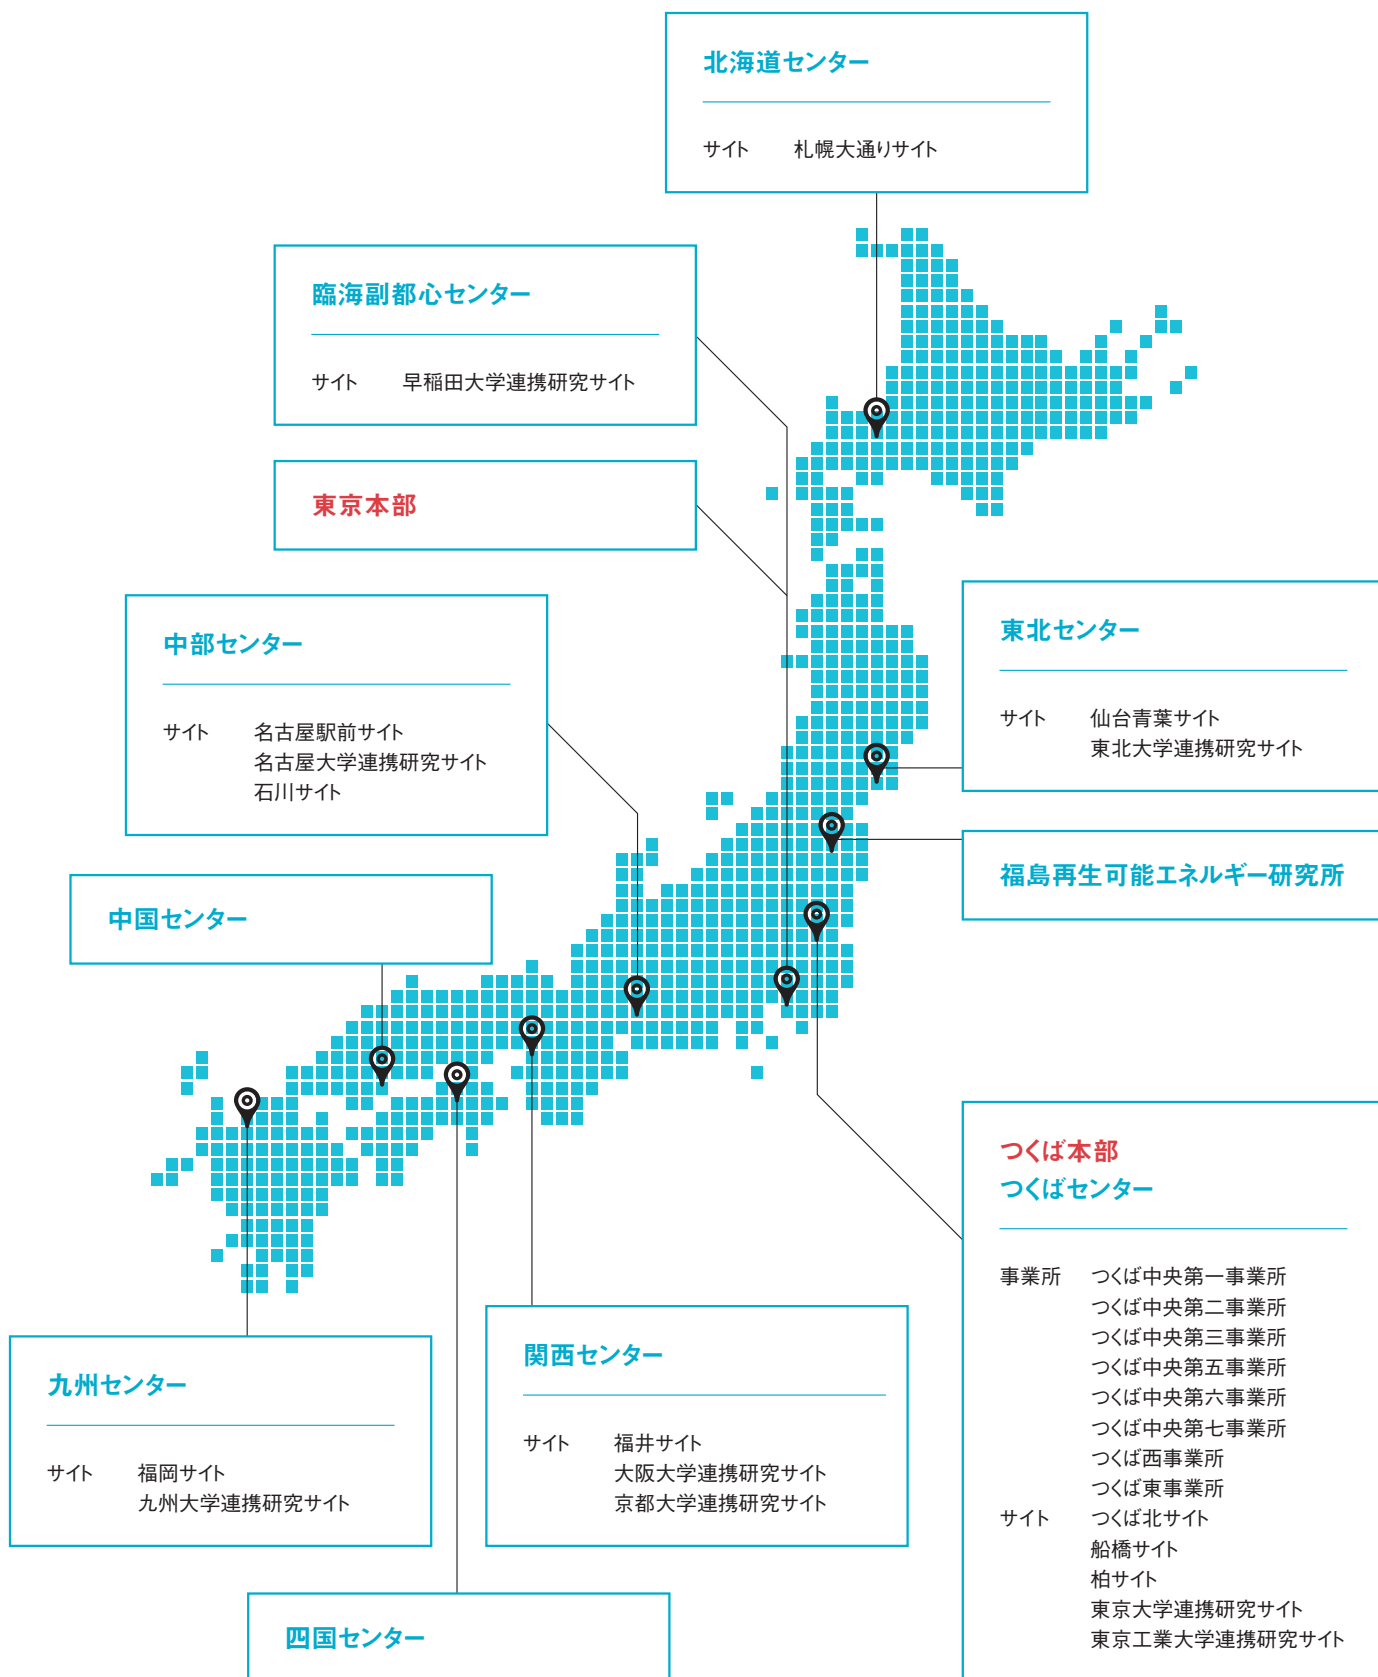 北海道センター
サイト 札幌大通りサイト
臨海副都心センター
サイト 早稲田大学連携研究サイト
東京本部
中部センター
サイト 名古屋駅前サイト
名古屋大学連携研究サイト
石川サイト
東北センター
サイト 仙台青葉サイト
東北大学連携研究サイト
福島再生可能エネルギー研究所
中国センター
つくば本部
つくばセンター
事業所 つくば中央第一事業所
つくば中央第二事業所
つくば中央第三事業所
つくば中央第五事業所
つくば中央第六事業所
つくば中央第七事業所
つくば西事業所
つくば東事業所
サイト つくば北サイト
船橋サイト
柏サイト
東京大学連携研究サイト
東京工業大学連携研究サイト
関西センター
サイト 福井サイト
大阪大学連携研究サイト
京都大学連携研究サイト
九州センター
サイト 福岡サイト
九州大学連携研究サイト
四国センター